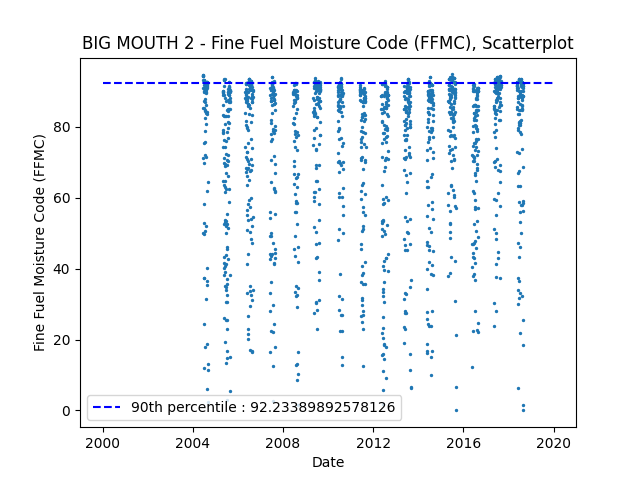 BIG MOUTH 2 - Fine Fuel Moisture Code (FFMC), Scatterplot
Fine Fuel Moisture Code (FFMC)
80
60
40
20
0
90th percentile : 92.23389892578126
2000 2004 2008 2012 2016 2020
Date